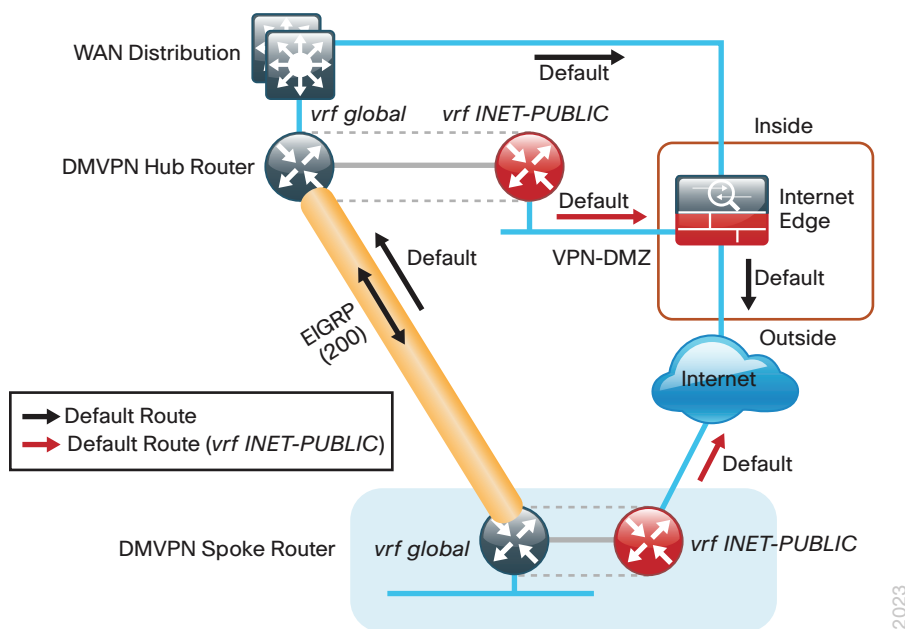 WAN Distribution
Default
vrf global
vrf INET-PUBLIC
Inside
DMVPN Hub Router
Default
Internet
Edge
VPN-DMZ
Default
Default
EIGRP
(200)
Outside
Internet
Default Route
Default Route (vrf INET-PUBLIC)
Default
DMVPN Spoke Router
vrf global
vrf INET-PUBLIC
2023